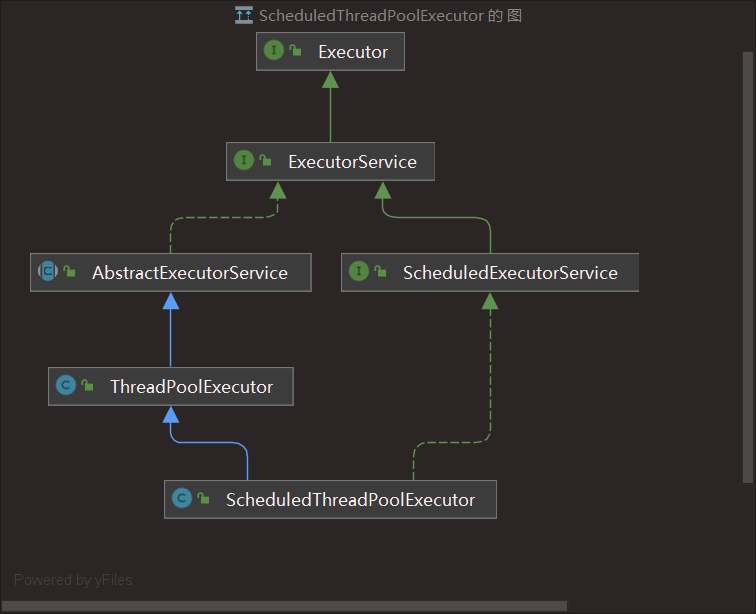 ScheduledThreadPoolExecutor 的图
I Executor
I ExecutorService
C AbstractExecutorService
I ScheduledExecutorService
C ThreadPoolExecutor
C ScheduledThreadPoolExecutor
Powered by yFiles